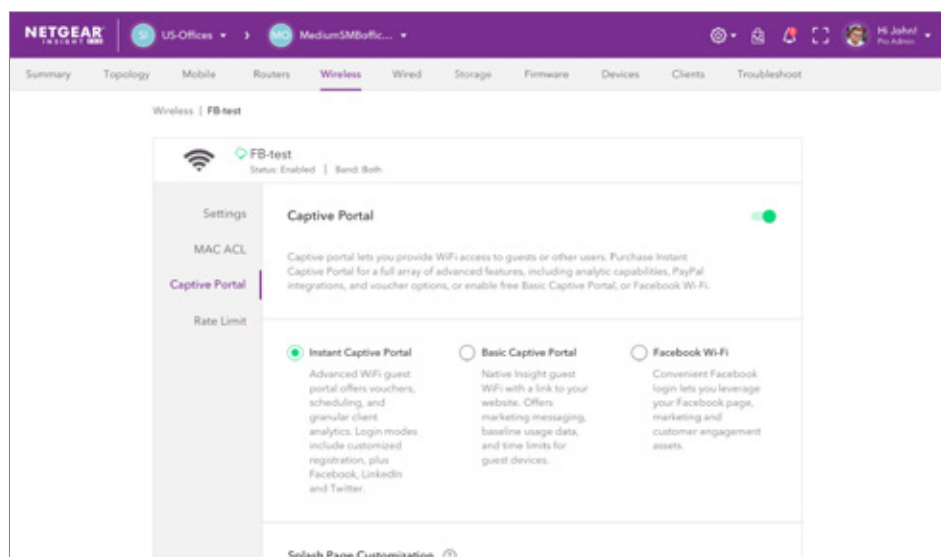 NETGEAR
INSIGHT
SI US-Offices MO MediumSMBoffic... Hi John!
Pro Admin
Summary Topology Mobile Routers Wireless Wired Storage Firmware Devices Clients Troubleshoot
Wireless | FB-test
FB-test
Status: Enabled | Band: Both
Settings
MAC ACL
Captive Portal
Rate Limit
Captive Portal
Captive portal lets you provide WiFi access to guests or other users. Purchase Instant
Captive Portal for a full array of advanced features, including analytic capabilities, PayPal
integrations, and voucher options, or enable free Basic Captive Portal, or Facebook Wi-Fi.
Instant Captive Portal
Advanced WiFi guest
portal offers vouchers,
scheduling, and
granular client
analytics. Login modes
include customized
registration, plus
Facebook, LinkedIn
and Twitter.
Basic Captive Portal
Native Insight guest
WiFi with a link to your
website. Offers
marketing messaging,
baseline usage data,
and time limits for
guest devices.
Facebook Wi-Fi
Convenient Facebook
login lets you leverage
your Facebook page,
marketing and
customer engagement
assets.
Splash Page Customization